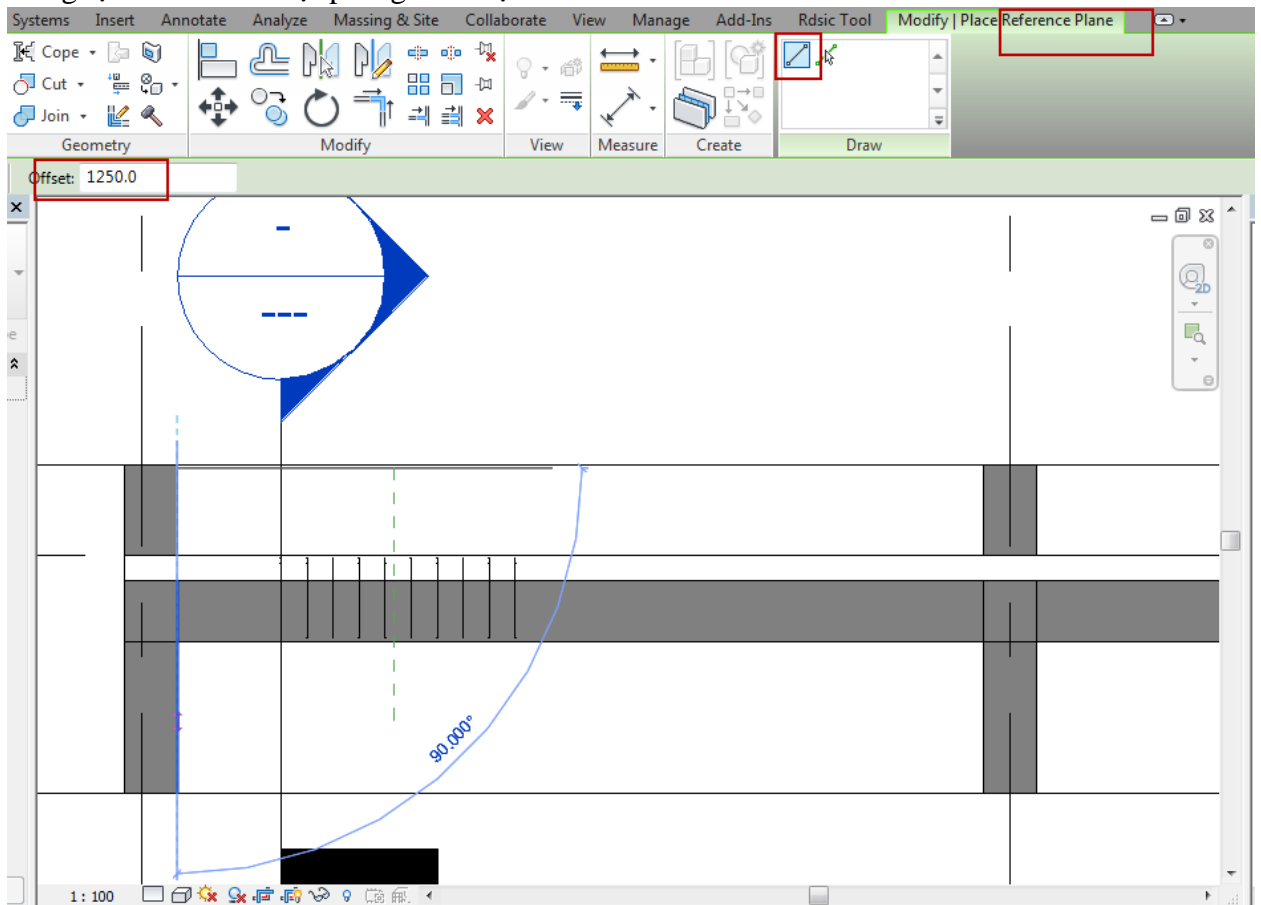 Systems Insert Annotate Analyze Massing & Site Collaborate View Manage Add-Ins Rdsic Tool Modify | Place Reference Plane
Cope
Cut
Join
Geometry Modify View Measure Create Draw
Offset: 1250.0
2D
90.000°
1 : 100